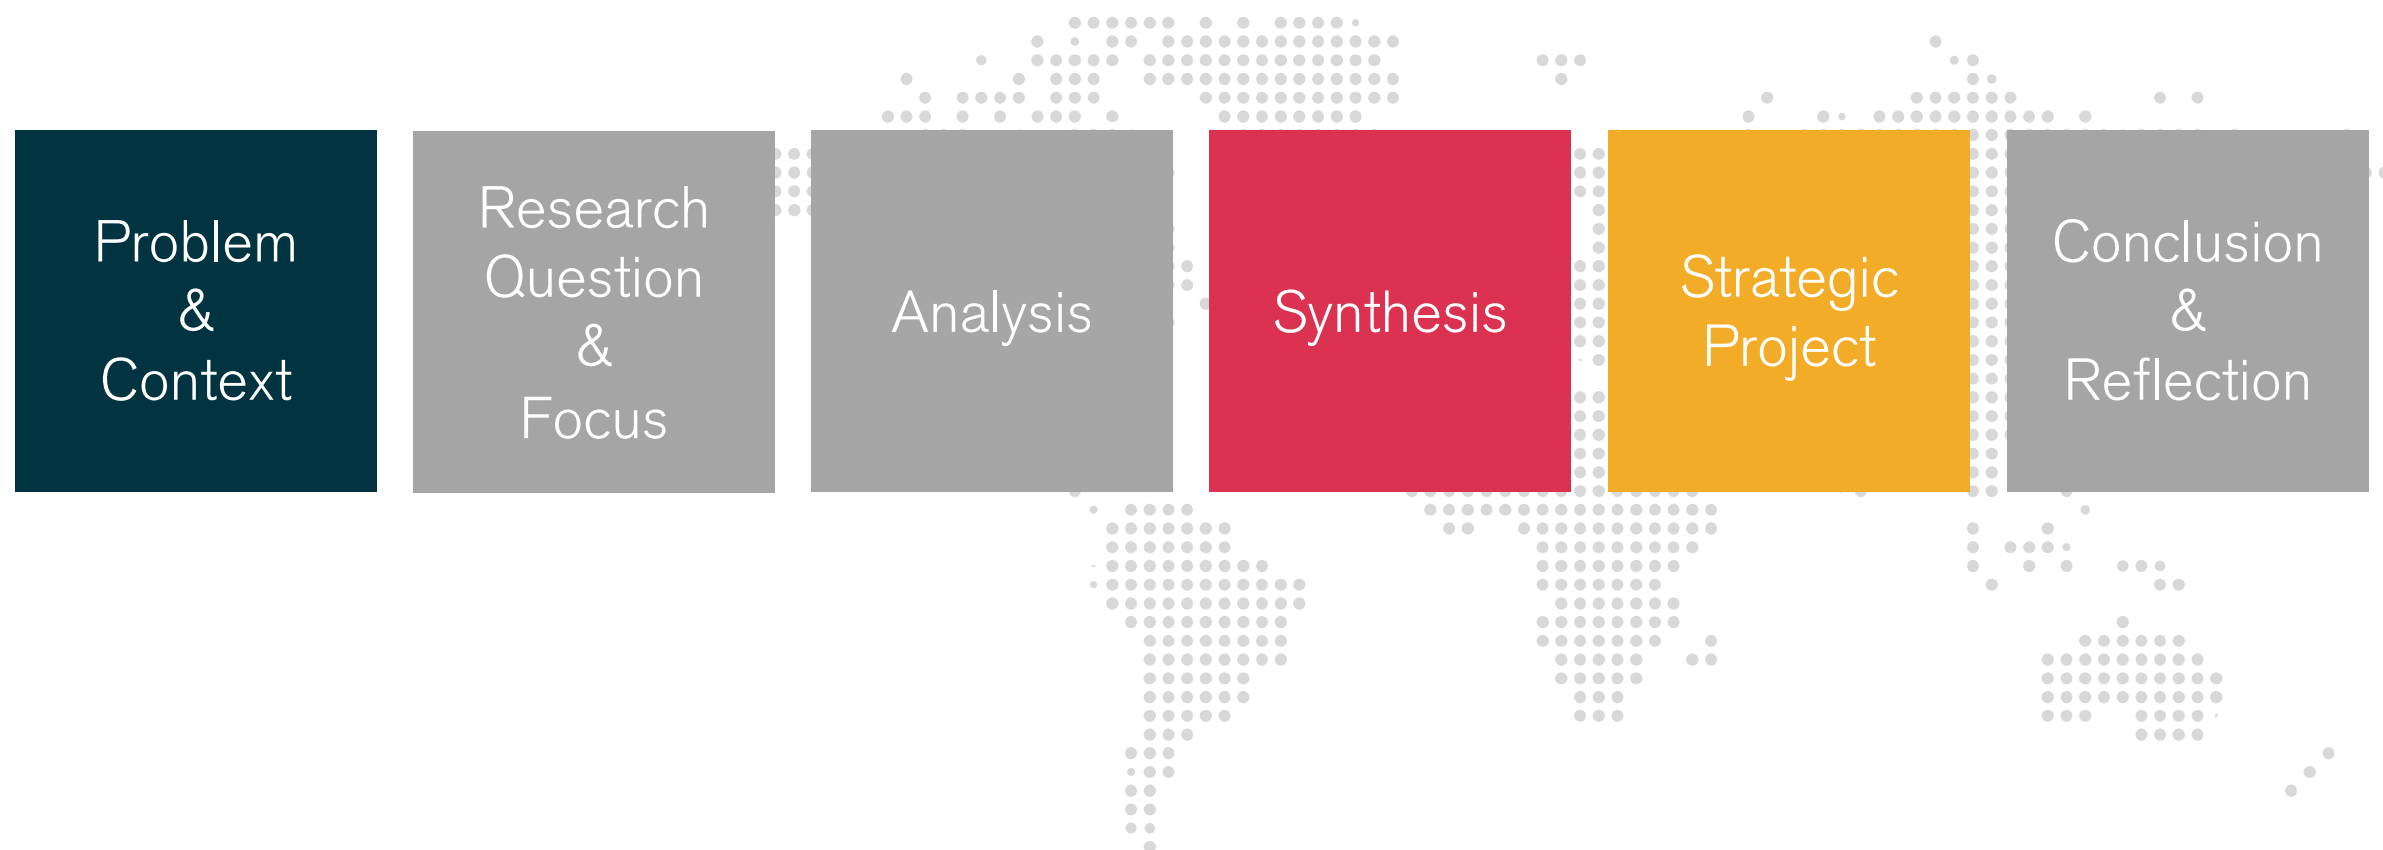 Problem
&
Context
Research
Question
&
Focus
Analysis
Synthesis
Strategic
Project
Conclusion
&
Reflection